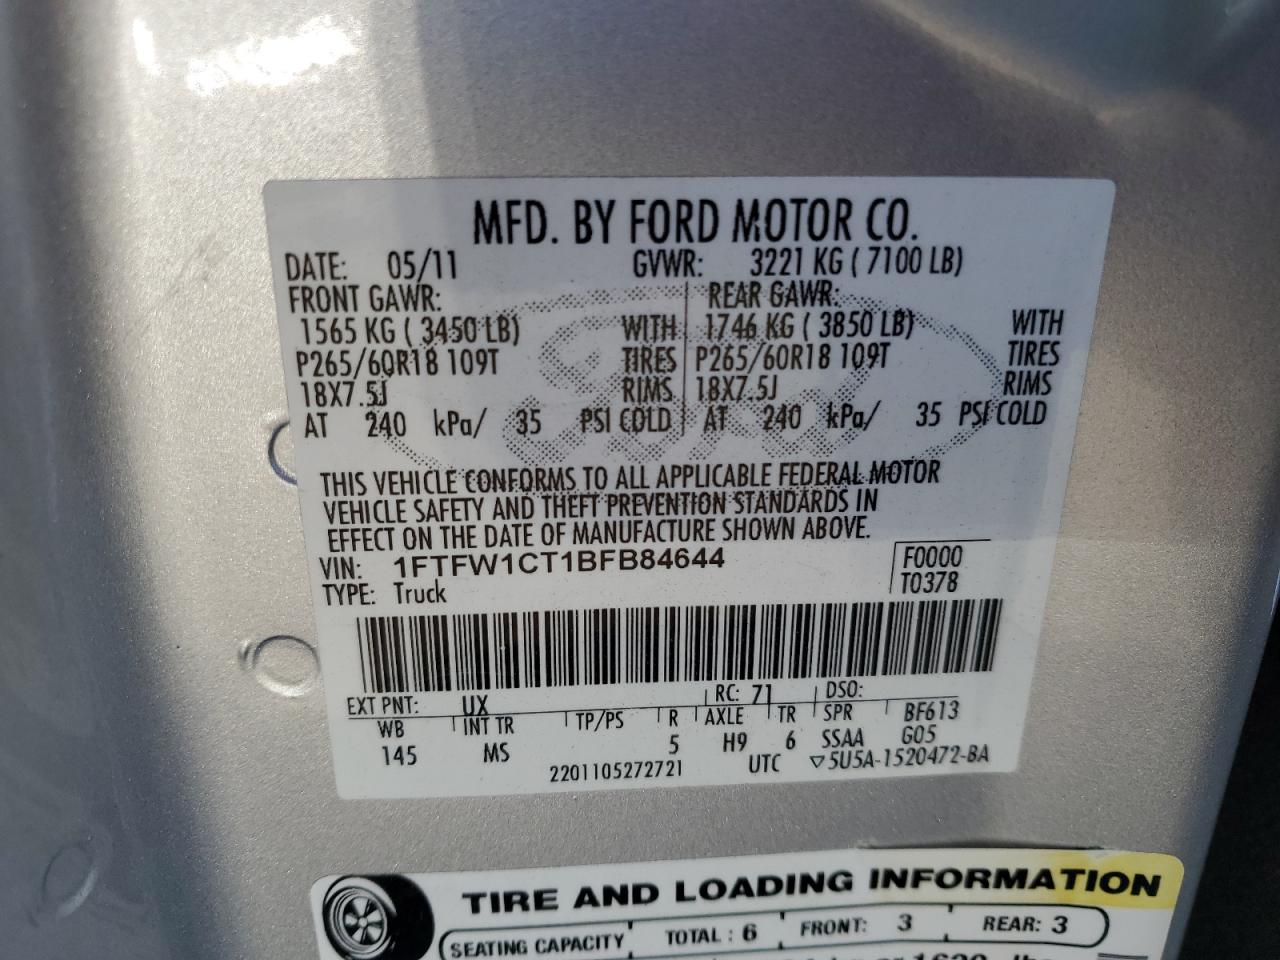 MFD. BY FORD MOTOR CO.
DATE: 05/11 GVWR: 3221 KG ( 7100 LB)
FRONT GAWR: REAR GAWR:
1565 KG ( 3450 LB) WITH 1746 KG ( 3850 LB) WITH
P265/60R18 109T TIRES P265/60R18 109T TIRES
18X7.5J RIMS 18X7.5J RIMS
AT 240 kPa/ 35 PSI COLD AT 240 kPa/ 35 PSI COLD
THIS VEHICLE CONFORMS TO ALL APPLICABLE FEDERAL MOTOR
VEHICLE SAFETY AND THEFT PREVENTION STANDARDS IN
EFFECT ON THE DATE OF MANUFACTURE SHOWN ABOVE.
VIN: 1FTFW1CT1BFB84644 F0000
TYPE: Truck T0378
EXT PNT: UX RC: 71 DSO:
WB INT TR TP/PS R AXLE TR SPR BF613
145 MS 5 H9 6 SSAA G05
2201105272721 UTC ▽5U5A-1520472-BA
TIRE AND LOADING INFORMATION
SEATING CAPACITY TOTAL : 6 FRONT: 3 REAR: 3